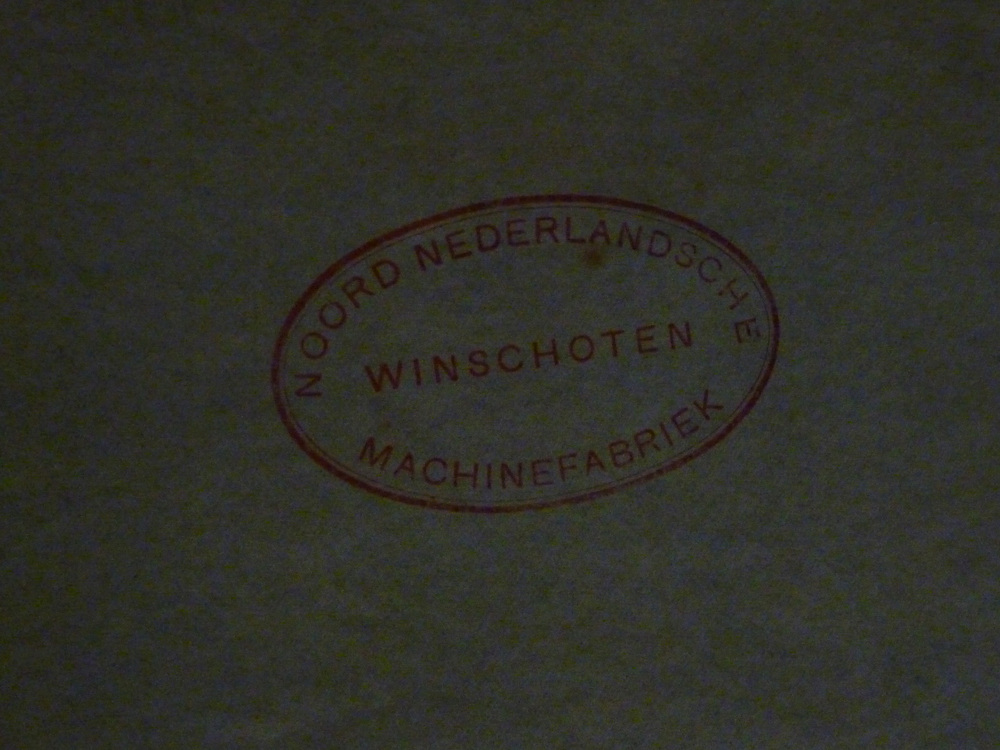 NOORD NEDERLANDSCHE
WINSCHOTEN
MACHINEFABRIEK